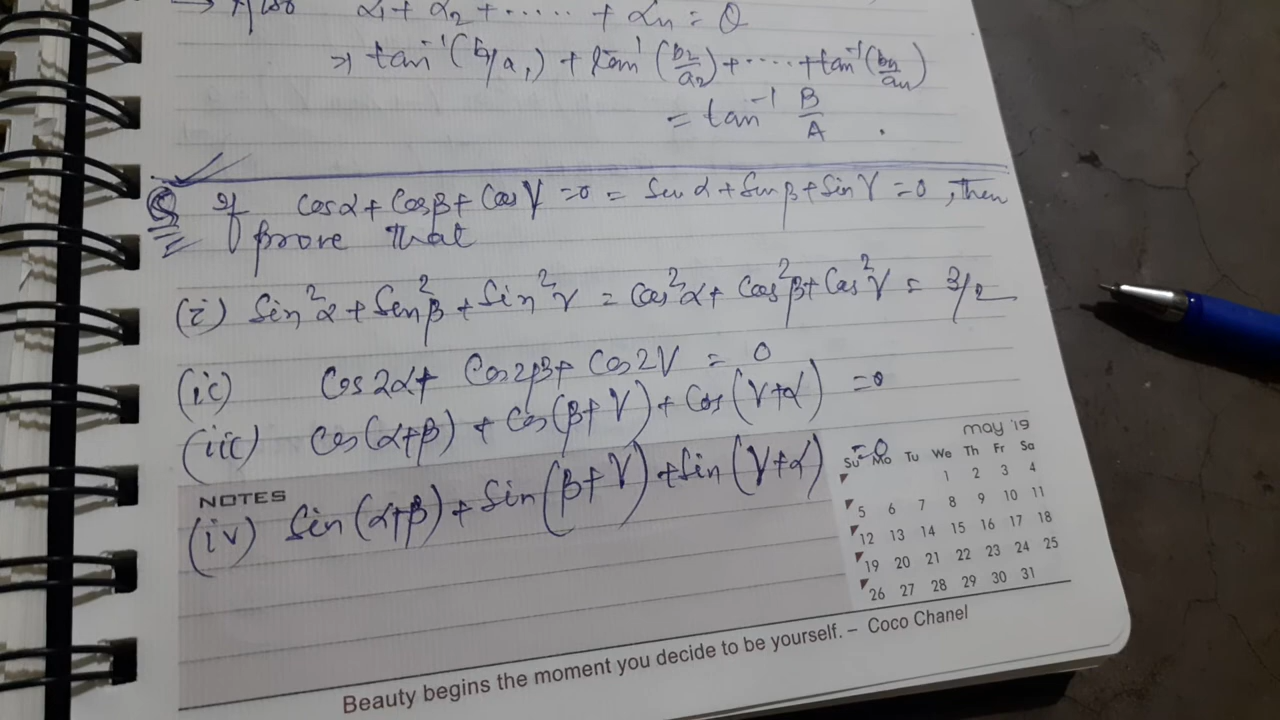 → Also α₁ + α₂ + ..... + αn = θ
⇒ tan⁻¹(b₁/a₁) + tan⁻¹(b₂/a₂) + ..... + tan⁻¹(bn/an)
= tan⁻¹ B/A .
Q If cosα + cosβ + cosγ = 0 = sinα + sinβ + sinγ = 0, then
prove that
(i) sin²α + sin²β + sin²γ = cos²α + cos²β + cos²γ = 3/2
(ii) cos2α + cos2β + cos2γ = 0
(iii) cos(α+β) + cos(β+γ) + cos(γ+α) = 0
NOTES
(iv) sin(α+β) + sin(β+γ) + sin(γ+α) = 0
may '19
Su Mo Tu We Th Fr Sa
1 2 3 4
5 6 7 8 9 10 11
12 13 14 15 16 17 18
19 20 21 22 23 24 25
26 27 28 29 30 31
Beauty begins the moment you decide to be yourself. – Coco Chanel